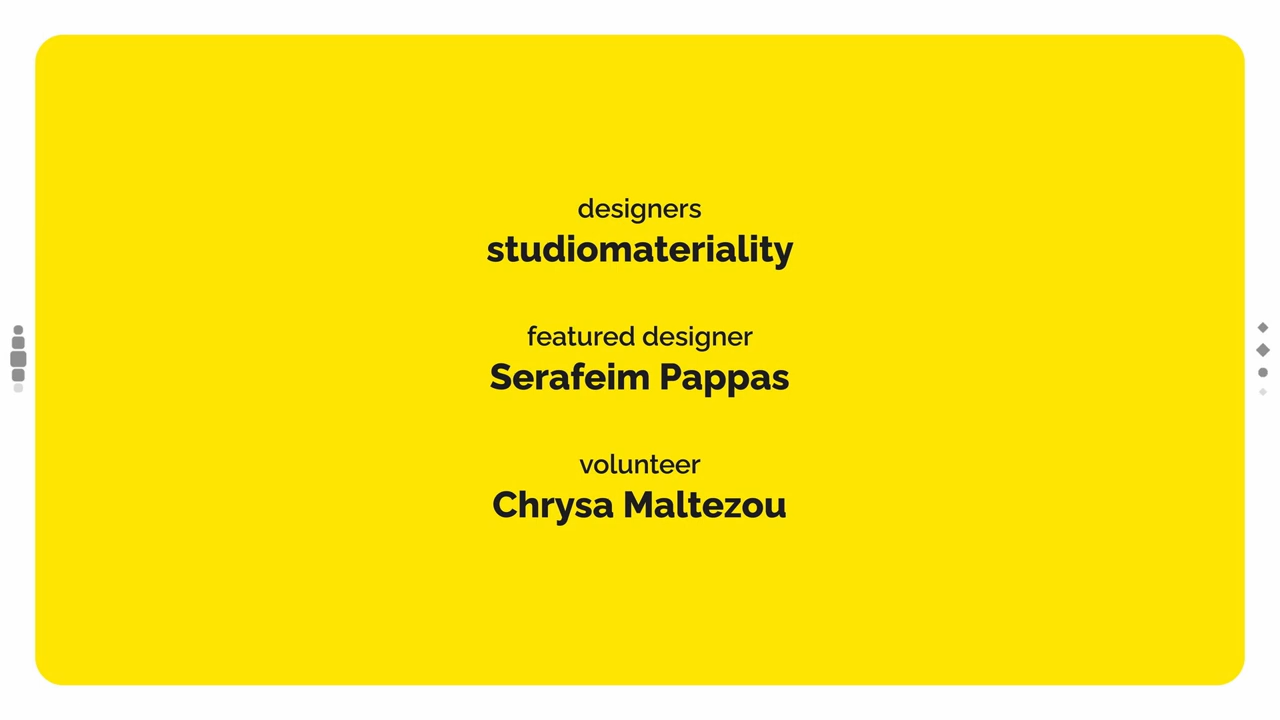 designers
studiomateriality
featured designer
Serafeim Pappas
volunteer
Chrysa Maltezou